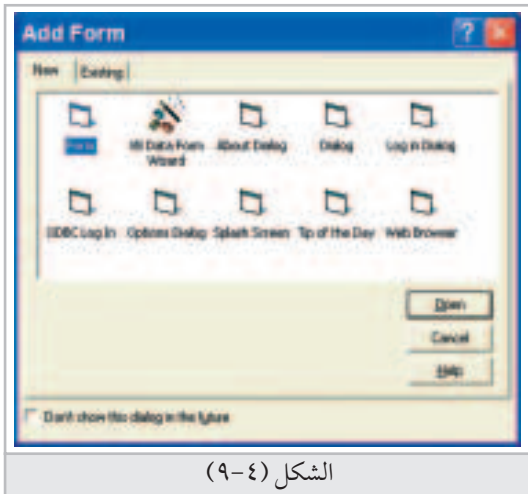 Add Form
New Existing
Form VB Data Form Wizard About Dialog Dialog Log in Dialog
ODBC Log In Options Dialog Splash Screen Tip of the Day Web Browser
Open
Cancel
Help
Don't show this dialog in the future
الشكل (٤-٩)